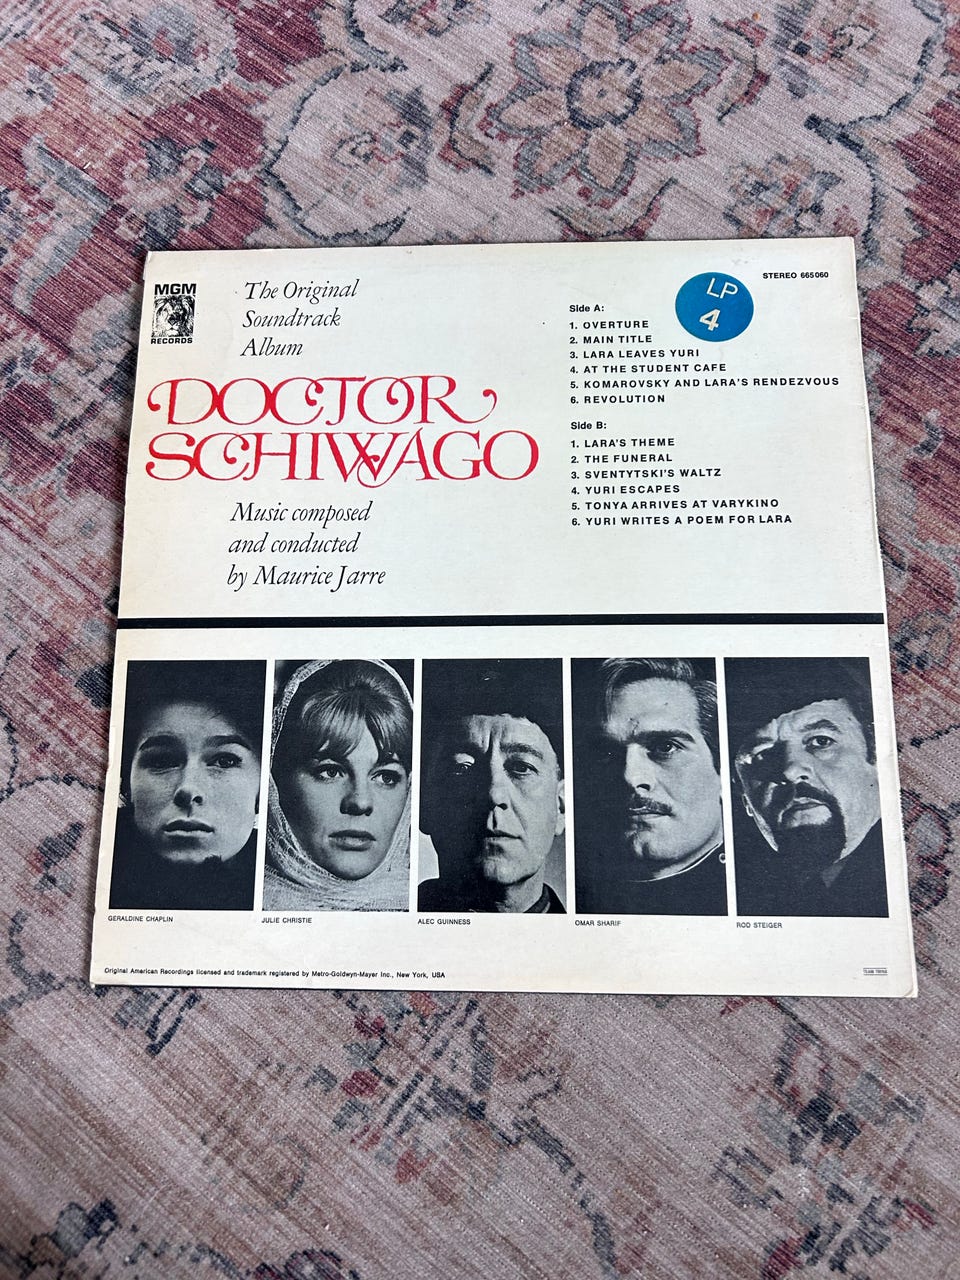 MGM
RECORDS
The Original
Soundtrack
Album
DOCTOR
SCHIWAGO
Music composed
and conducted
by Maurice Jarre
STEREO 665060
LP
4
Side A:
1. OVERTURE
2. MAIN TITLE
3. LARA LEAVES YURI
4. AT THE STUDENT CAFE
5. KOMAROVSKY AND LARA'S RENDEZVOUS
6. REVOLUTION
Side B:
1. LARA'S THEME
2. THE FUNERAL
3. SVENTYTSKI'S WALTZ
4. YURI ESCAPES
5. TONYA ARRIVES AT VARYKINO
6. YURI WRITES A POEM FOR LARA
GERALDINE CHAPLIN
JULIE CHRISTIE
ALEC GUINNESS
OMAR SHARIF
ROD STEIGER
Original American Recordings licensed and trademark registered by Metro-Goldwyn-Mayer Inc., New York, USA